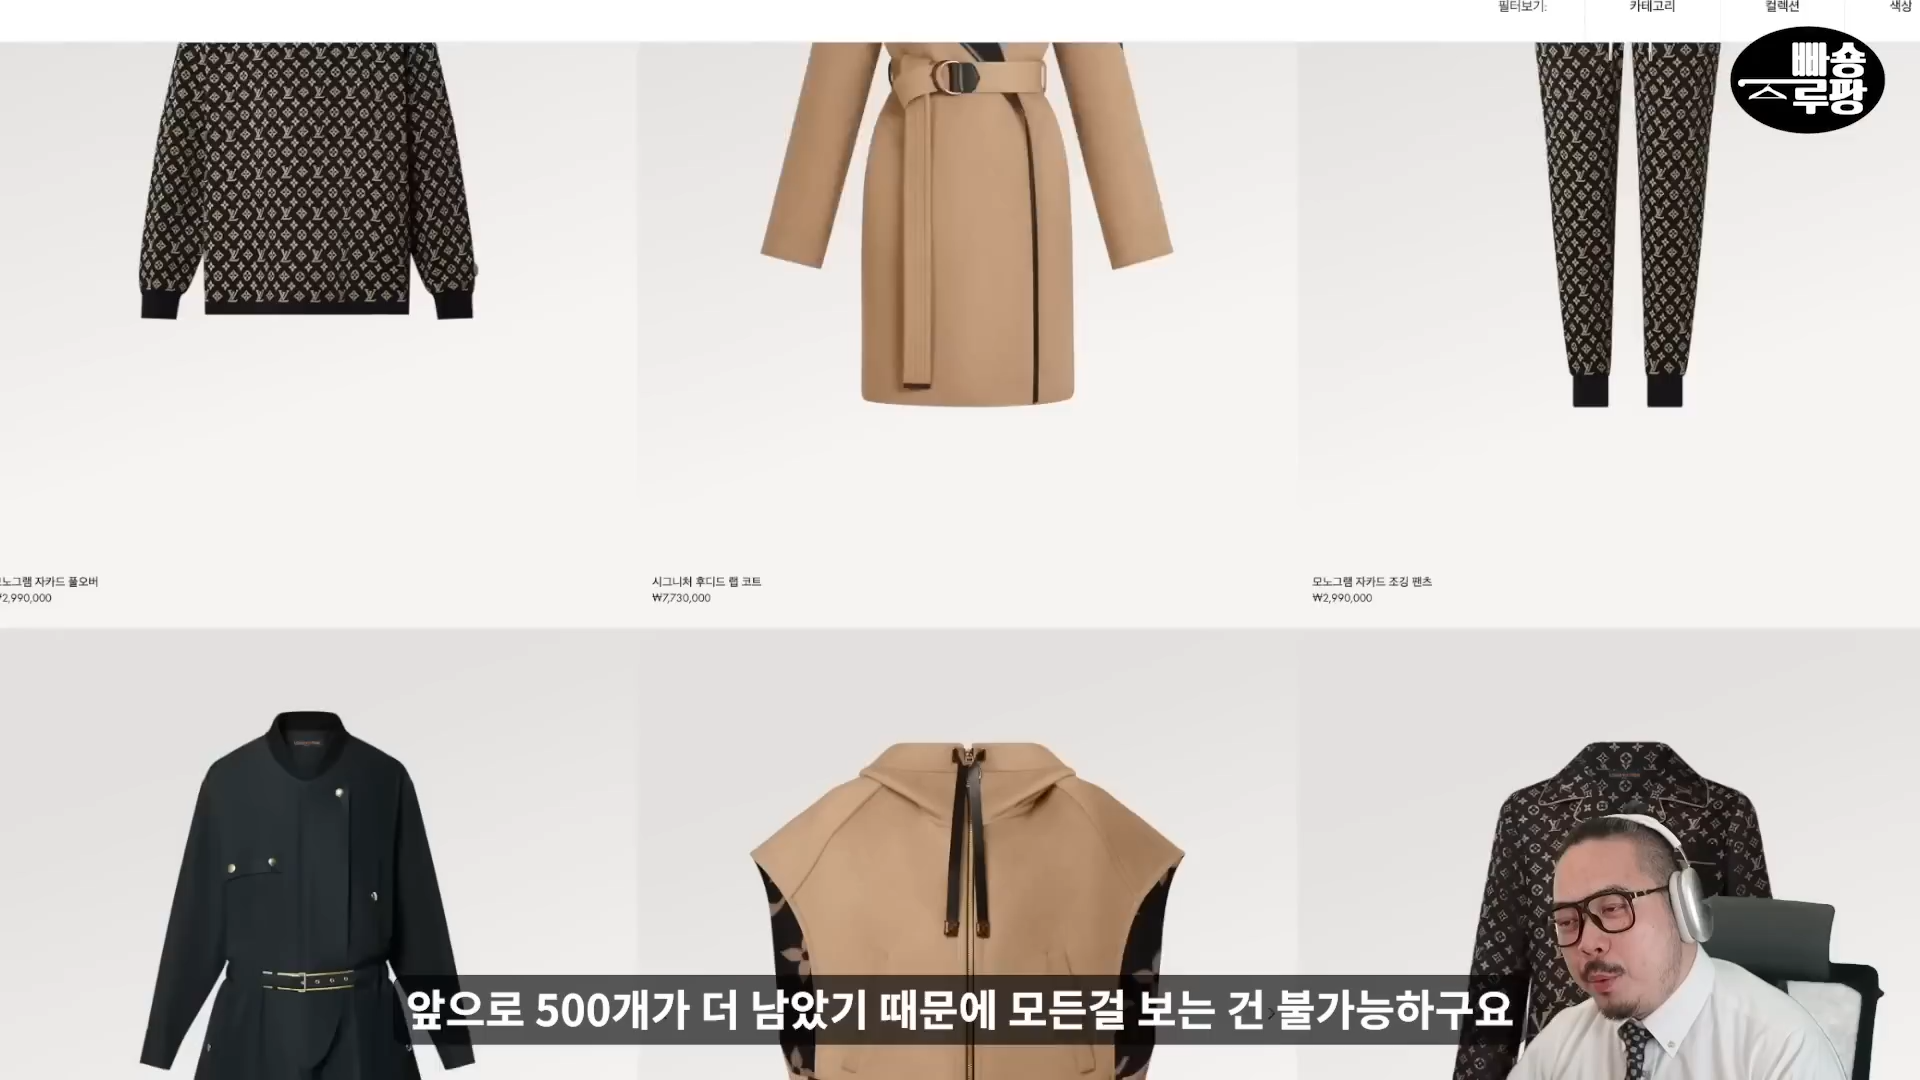 필터보기:
카테고리
컬렉션
색상
빠숑
루팡
노그램 자카드 풀오버
2,990,000
시그니처 후디드 랩 코트
₩7,730,000
모노그램 자카드 조깅 팬츠
₩2,990,000
앞으로 500개가 더 남았기 때문에 모든걸 보는 건 불가능하구요